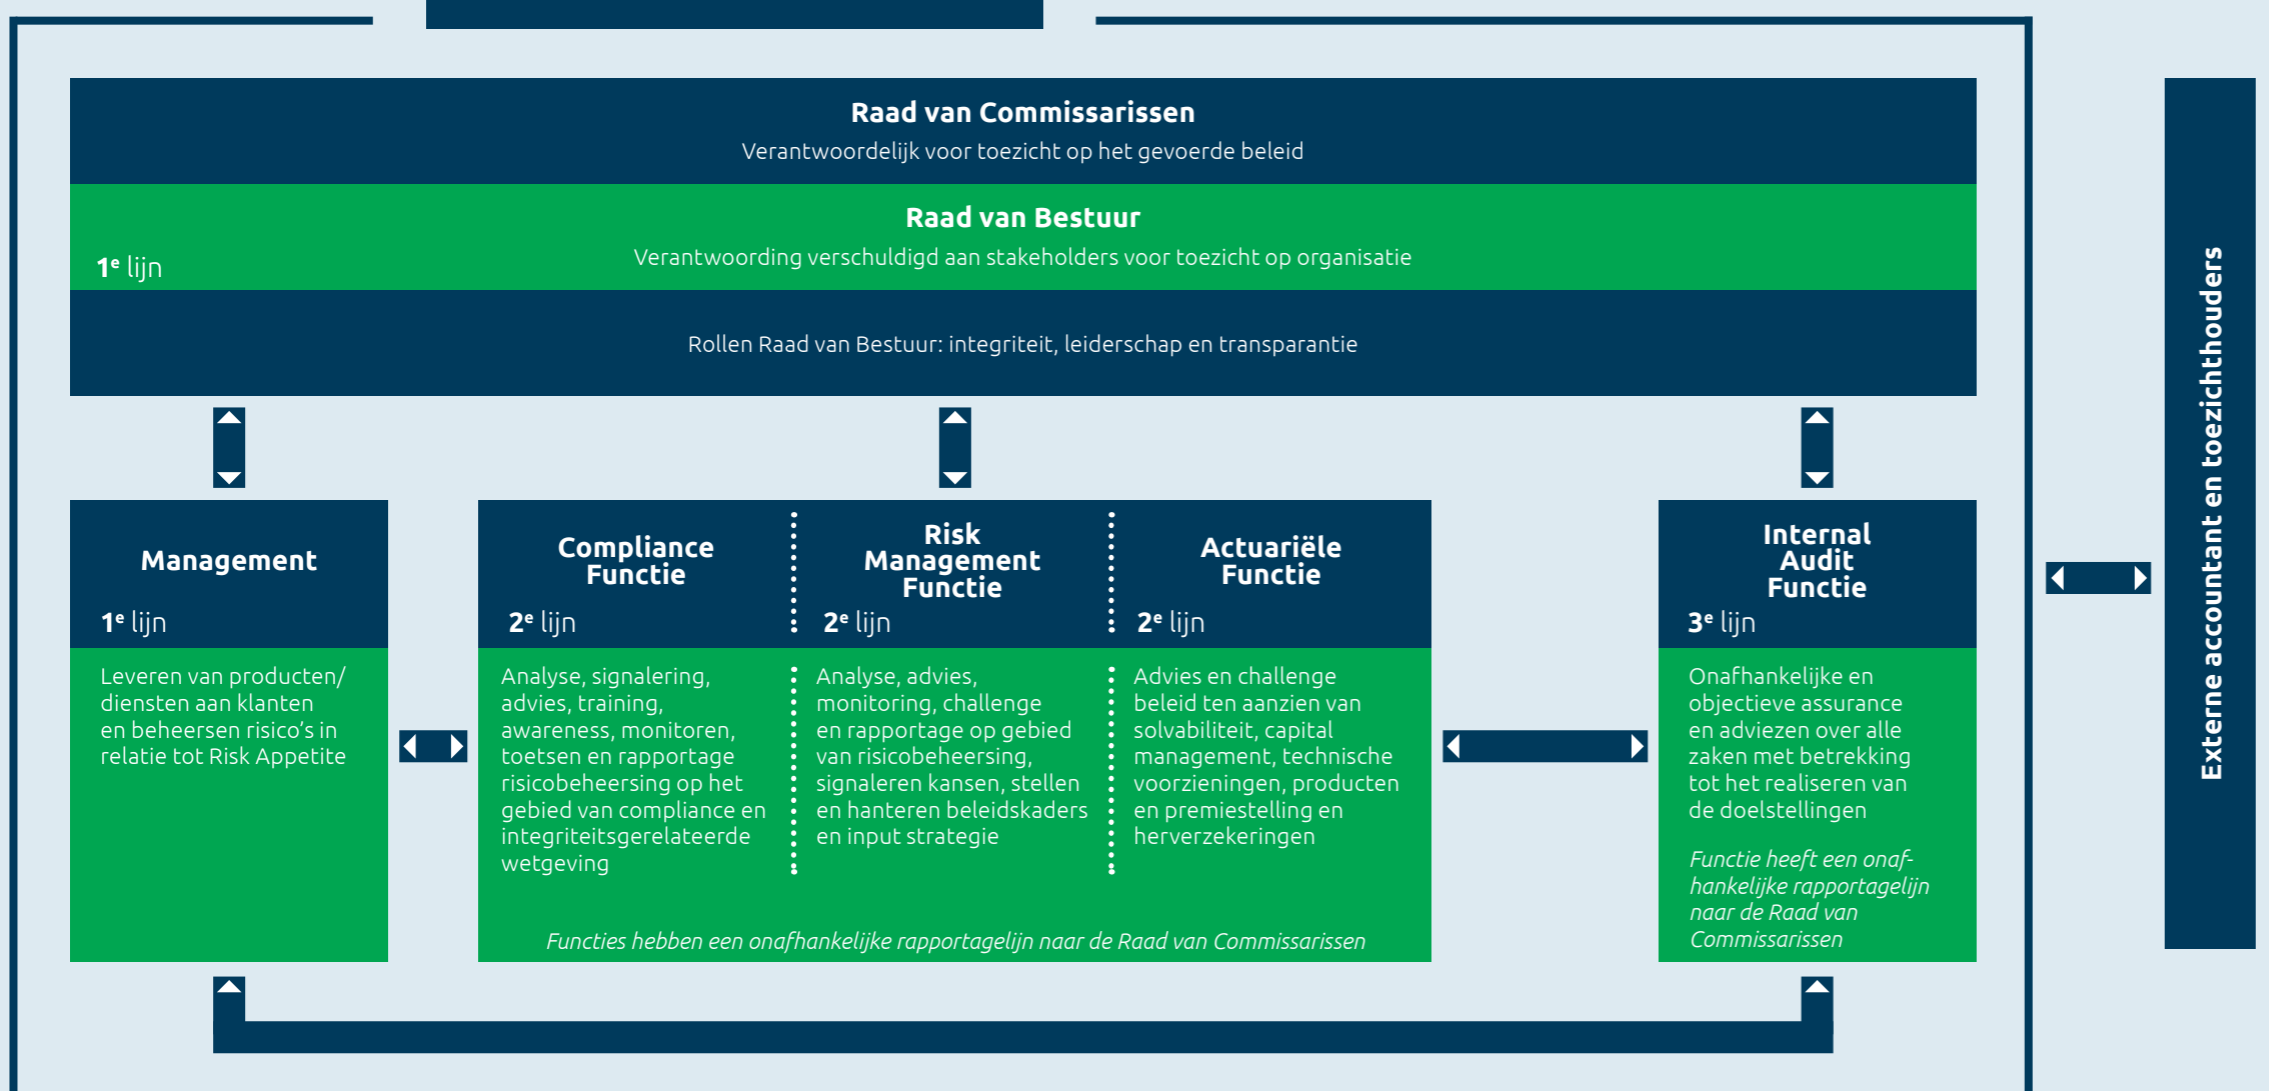 Raad van Commissarissen
Verantwoordelijk voor toezicht op het gevoerde beleid
Raad van Bestuur
Verantwoording verschuldigd aan stakeholders voor toezicht op organisatie
1e lijn
Rollen Raad van Bestuur: integriteit, leiderschap en transparantie
Management
1e lijn
Leveren van producten/
diensten aan klanten
en beheersen risico's in
relatie tot Risk Appetite
Compliance
Functie
2e lijn
Analyse, signalering,
advies, training,
awareness, monitoren,
toetsen en rapportage
risicobeheersing op het
gebied van compliance en
integriteitsgerelateerde
wetgeving
Risk
Management
Functie
2e lijn
Analyse, advies,
monitoring, challenge
en rapportage op gebied
van risicobeheersing,
signaleren kansen, stellen
en hanteren beleidskaders
en input strategie
Actuariële
Functie
2e lijn
Advies en challenge
beleid ten aanzien van
solvabiliteit, capital
management, technische
voorzieningen, producten
en premiestelling en
herverzekeringen
Functies hebben een onafhankelijke rapportagelijn naar de Raad van Commissarissen
Internal
Audit
Functie
3e lijn
Onafhankelijke en
objectieve assurance
en adviezen over alle
zaken met betrekking
tot het realiseren van
de doelstellingen
Functie heeft een onaf-
hankelijke rapportagelijn
naar de Raad van
Commissarissen
Externe accountant en toezichthouders